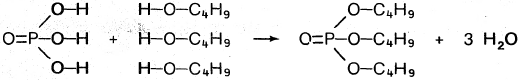 O–H H–O–C₄H₉ O–C₄H₉
O=P–O–H + H–O–C₄H₉ → O=P–O–C₄H₉ + 3 H₂O
O–H H–O–C₄H₉ O–C₄H₉